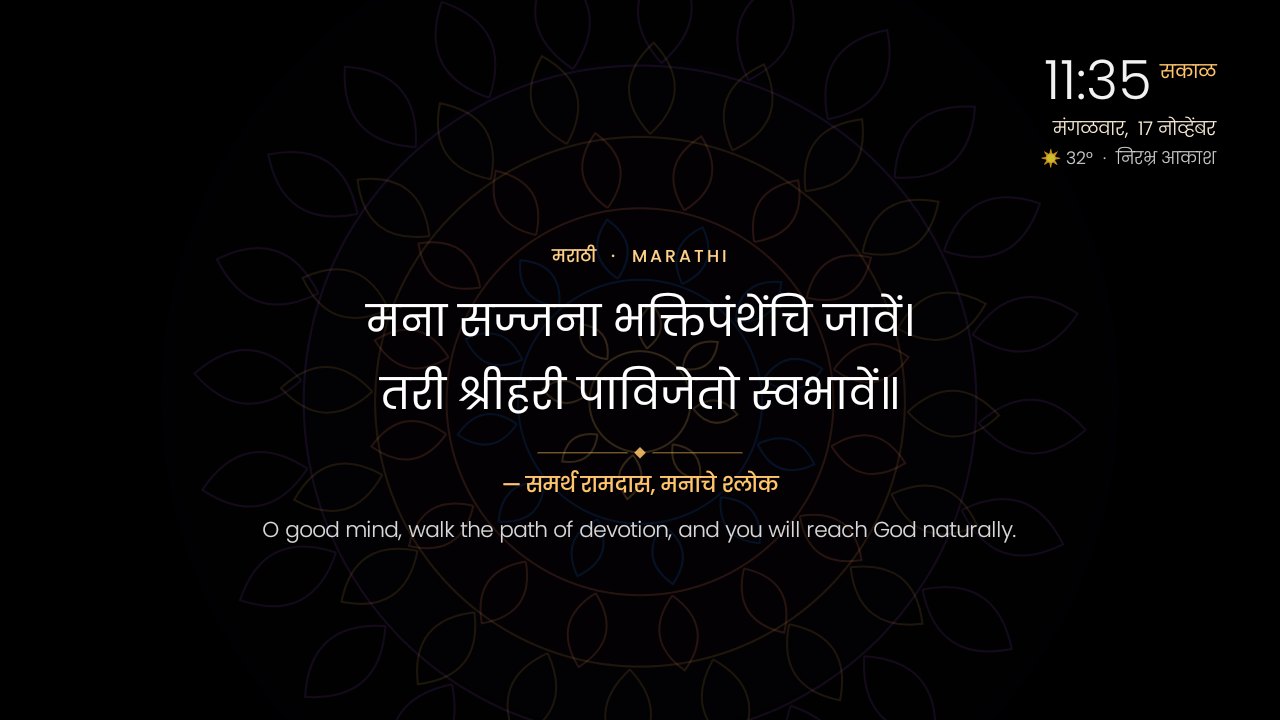 11:35 सकाळ
मंगळवार, 17 नोव्हेंबर
32° · निरभ्र आकाश
मराठी · MARATHI
मना सज्जना भक्तिपंथेंचि जावें।
तरी श्रीहरी पाविजेतो स्वभावें॥
— समर्थ रामदास, मनाचे श्लोक
O good mind, walk the path of devotion, and you will reach God naturally.